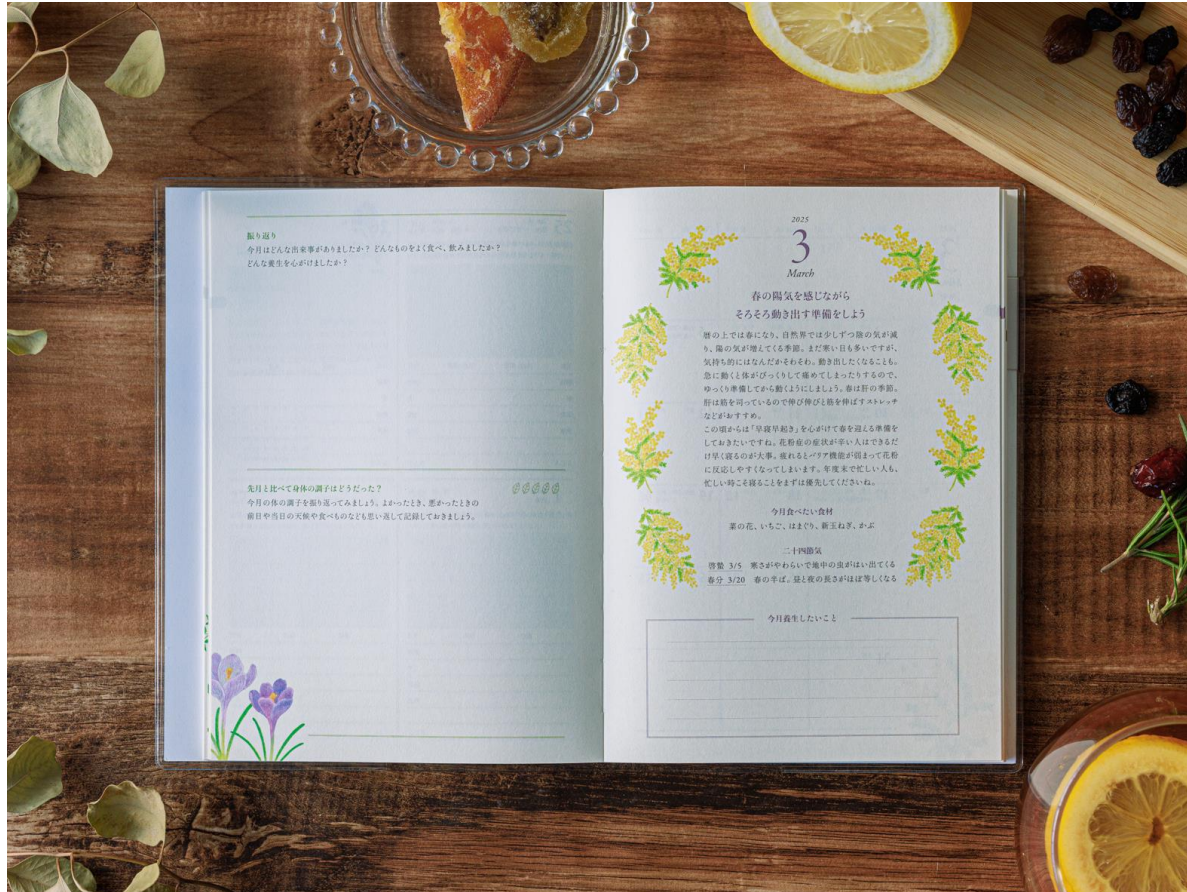 振り返り
今月はどんな出来事がありましたか？ どんなものをよく食べ、飲みましたか？
どんな養生を心がけましたか？
先月と比べて身体の調子はどうだった？
今月の体の調子を振り返ってみましょう。よかったとき、悪かったときの
前日や当日の天候や食べものなども思い返して記録しておきましょう。
2025
3
March
春の陽気を感じながら
そろそろ動き出す準備をしよう
暦の上では春になり、自然界では少しずつ陰の気が減
り、陽の気が増えてくる季節。まだ寒い日も多いですが、
気持ち的にはなんだかそわそわ。動き出したくなることも。
急に動くと体がびっくりして痛めてしまったりするので、
ゆっくり準備してから動くようにしましょう。春は肝の季節。
肝は筋を司っているので伸び伸びと筋を伸ばすストレッチ
などがおすすめ。
この頃からは「早寝早起き」を心がけて春を迎える準備を
しておきたいですね。花粉症の症状が辛い人はできるだ
け早く寝るのが大事。疲れるとバリア機能が弱まって花粉
に反応しやすくなってしまいます。年度末で忙しい人も、
忙しい時こそ寝ることをまずは優先してくださいね。
今月食べたい食材
菜の花、いちご、はまぐり、新玉ねぎ、かぶ
二十四節気
啓蟄 3/5 寒さがやわらいで地中の虫がはい出てくる
春分 3/20 春の半ば。昼と夜の長さがほぼ等しくなる
今月養生したいこと